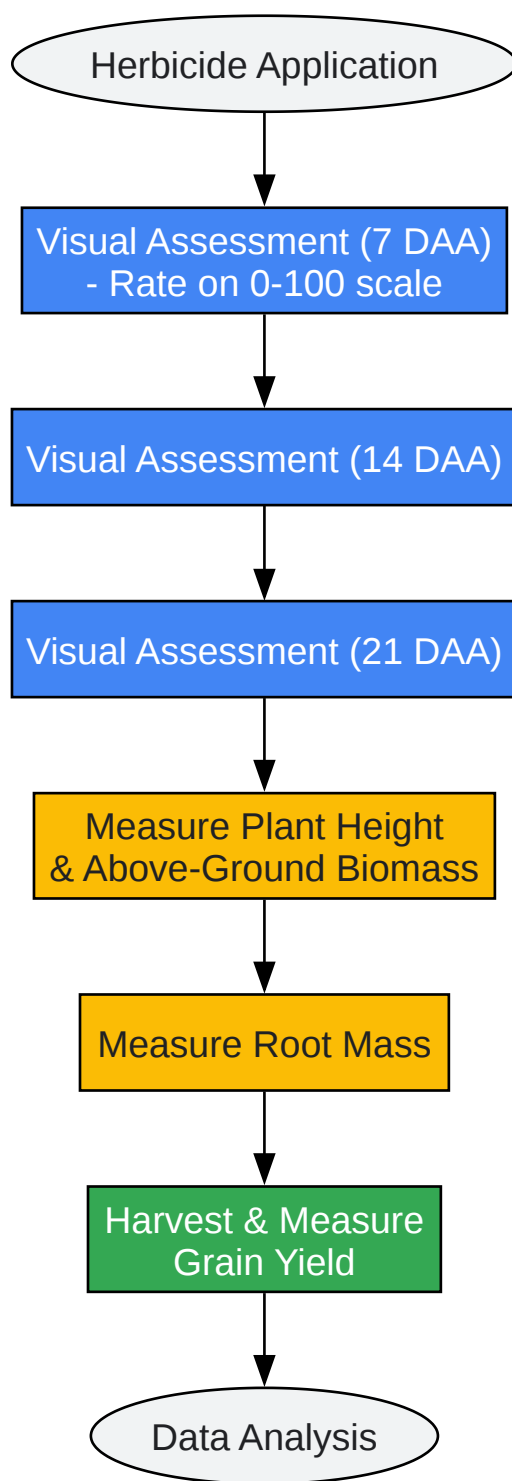 Herbicide Application
Visual Assessment (7 DAA)
- Rate on 0-100 scale
Visual Assessment (14 DAA)
Visual Assessment (21 DAA)
Measure Plant Height
& Above-Ground Biomass
Measure Root Mass
Harvest & Measure
Grain Yield
Data Analysis